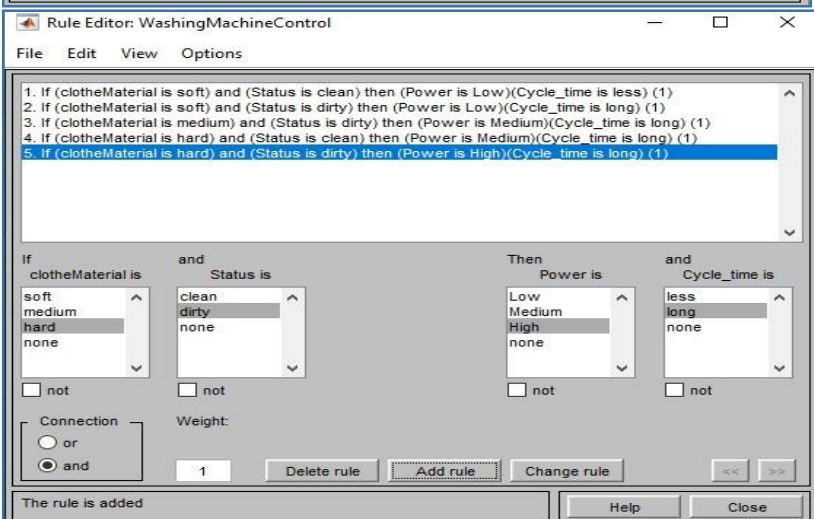 Rule Editor: WashingMachineControl
File Edit View Options
1. If (clotheMaterial is soft) and (Status is clean) then (Power is Low)(Cycle_time is less) (1)
2. If (clotheMaterial is soft) and (Status is dirty) then (Power is Low)(Cycle_time is long) (1)
3. If (clotheMaterial is medium) and (Status is dirty) then (Power is Medium)(Cycle_time is long) (1)
4. If (clotheMaterial is hard) and (Status is clean) then (Power is Medium)(Cycle_time is long) (1)
5. If (clotheMaterial is hard) and (Status is dirty) then (Power is High)(Cycle_time is long) (1)
If and Then and
clotheMaterial is Status is Power is Cycle_time is
soft clean Low less
medium dirty Medium long
hard none High none
none none
not not not not
Connection Weight:
or
and 1 Delete rule Add rule Change rule << >>
The rule is added Help Close